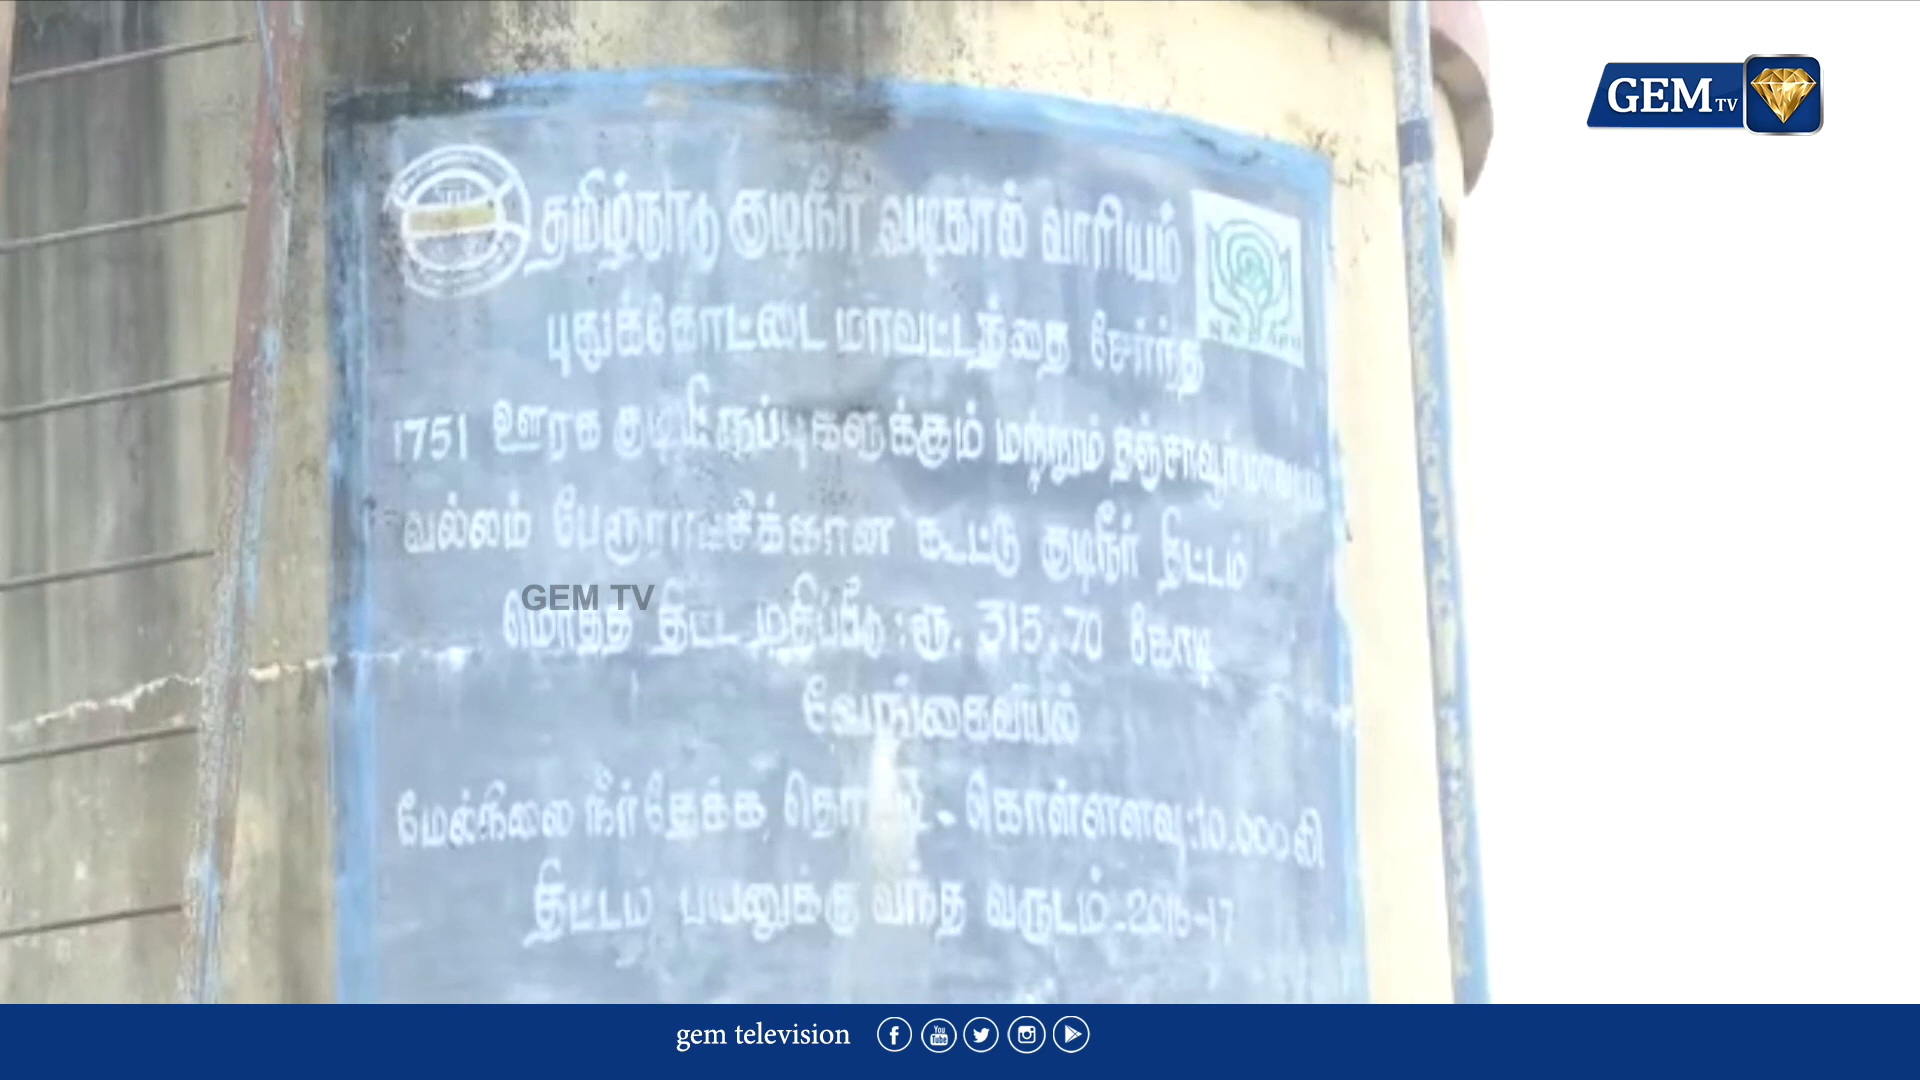 GEM TV
தமிழ்நாடு குடிநீர் வடிகால் வாரியம்
புதுக்கோட்டை மாவட்டத்தை சேர்ந்த
1751 ஊரக குடியிருப்புகளுக்கும் மற்றும் தஞ்சாவூர்
வல்லம் பேரூராட்சிக்கான கூட்டு குடிநீர் திட்டம்
GEM TV
மொத்த திட்ட மதிப்பீடு : ரூ. 315.70 கோடி
வேங்கைவயல்
மேல்நிலை நீர்தேக்க தொட்டி - கொள்ளளவு:10,000 லி
திட்டம் பயனுக்கு வந்த வருடம்-2016-17
gem television